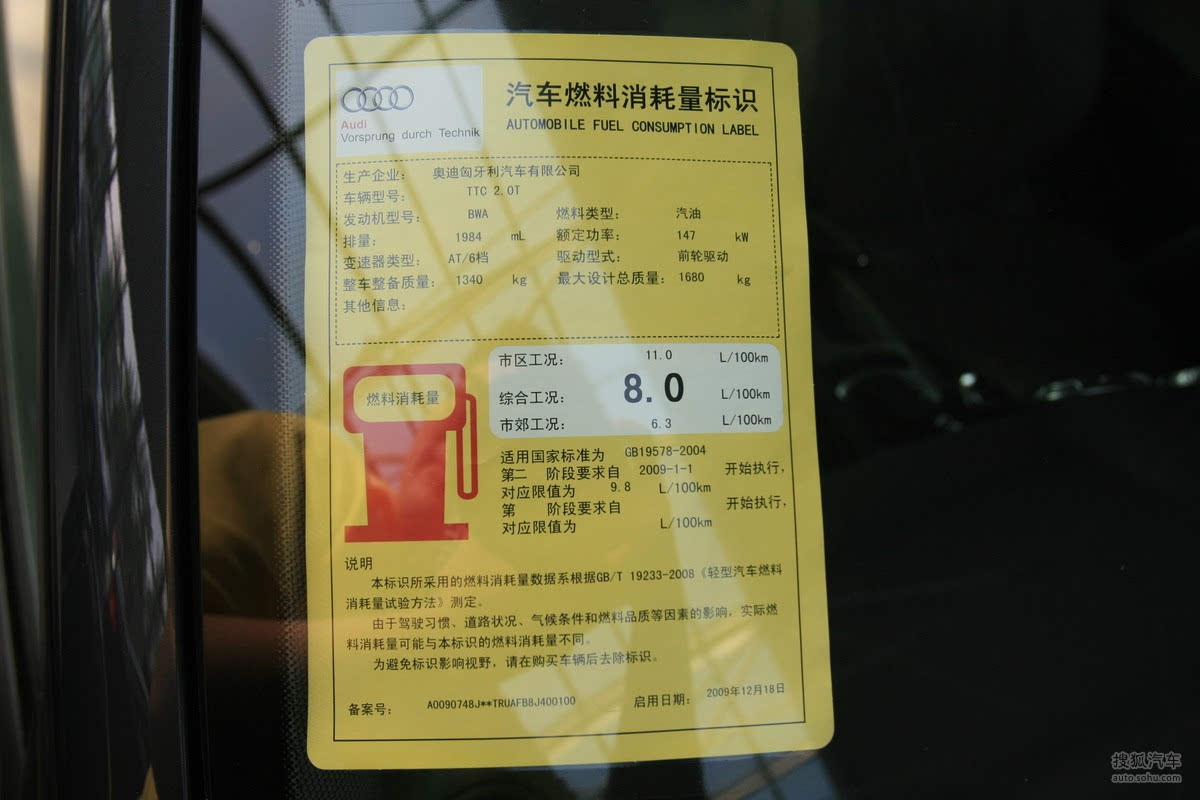 Audi
Vorsprung durch Technik
汽车燃料消耗量标识
AUTOMOBILE FUEL CONSUMPTION LABEL
生产企业: 奥迪匈牙利汽车有限公司
车辆型号: TTC 2.0T
发动机型号: BWA 燃料类型: 汽油
排量: 1984 mL 额定功率: 147 kW
变速器类型: AT/6档 驱动型式: 前轮驱动
整车整备质量: 1340 kg 最大设计总质量: 1680 kg
其他信息:
燃料消耗量
市区工况: 11.0 L/100km
综合工况: 8.0 L/100km
市郊工况: 6.3 L/100km
适用国家标准为 GB19578-2004
第二 阶段要求自 2009-1-1 开始执行,
对应限值为 9.8 L/100km
第 阶段要求自 开始执行,
对应限值为 L/100km
说明
本标识所采用的燃料消耗量数据系根据GB/T 19233-2008《轻型汽车燃料
消耗量试验方法》测定。
由于驾驶习惯、道路状况、气候条件和燃料品质等因素的影响,实际燃
料消耗量可能与本标识的燃料消耗量不同。
为避免标识影响视野,请在购买车辆后去除标识。
备案号: A0090748J**TRUAFB8J400100 启用日期: 2009年12月18日
搜狐汽车
auto.sohu.com